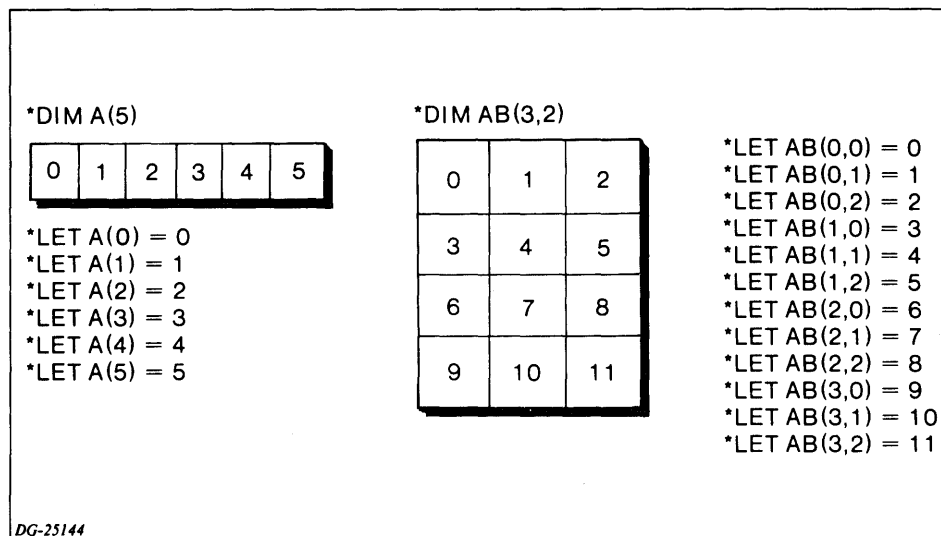 *DIM A(5)
0 1 2 3 4 5
*LET A(0) = 0
*LET A(1) = 1
*LET A(2) = 2
*LET A(3) = 3
*LET A(4) = 4
*LET A(5) = 5
*DIM AB(3,2)
0 1 2
3 4 5
6 7 8
9 10 11
*LET AB(0,0) = 0
*LET AB(0,1) = 1
*LET AB(0,2) = 2
*LET AB(1,0) = 3
*LET AB(1,1) = 4
*LET AB(1,2) = 5
*LET AB(2,0) = 6
*LET AB(2,1) = 7
*LET AB(2,2) = 8
*LET AB(3,0) = 9
*LET AB(3,1) = 10
*LET AB(3,2) = 11
DG-25144